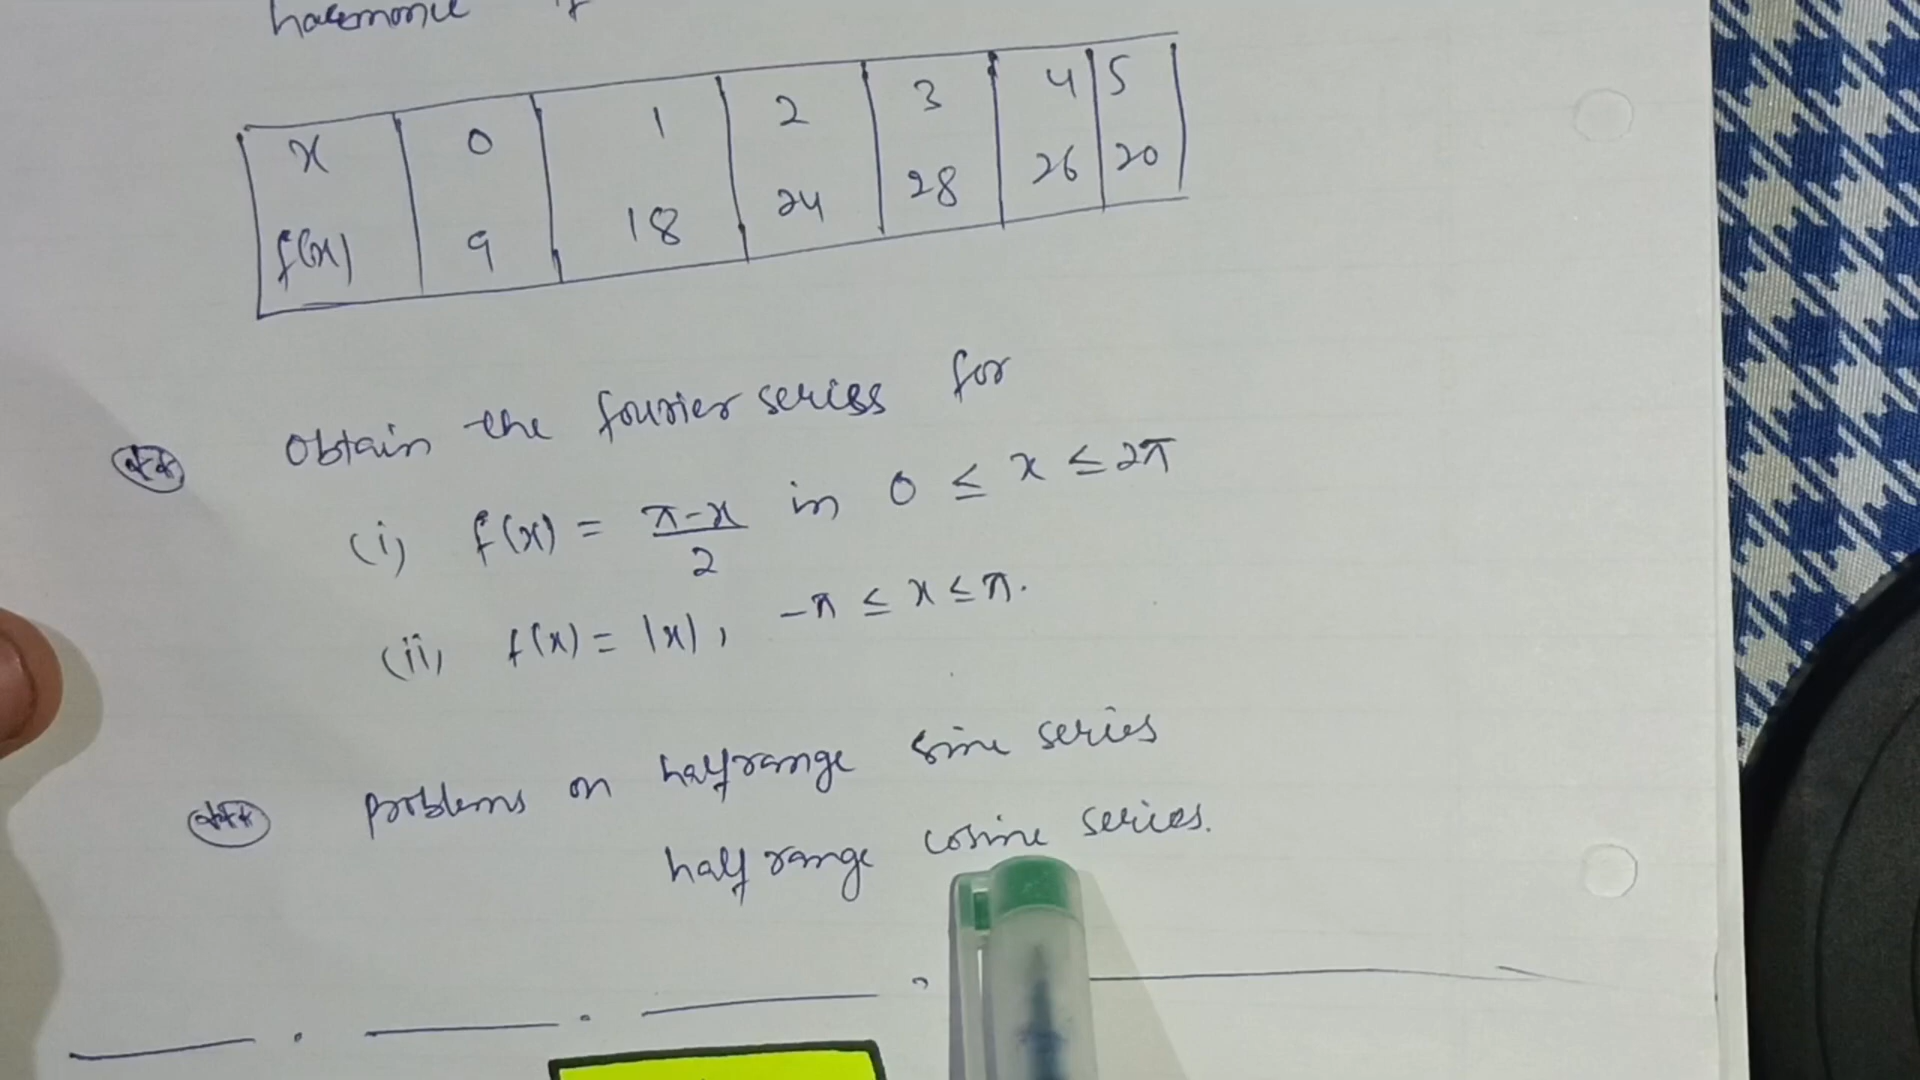 harmonic if
x 0 1 2 3 4 5
f(x) 9 18 24 28 26 20
** Obtain the fourier series for
(i) f(x) = π-x/2 in 0 ≤ x ≤ 2π
(ii) f(x) = |x|, -π ≤ x ≤ π.
*** problems on halfrange sine series
half range cosine series.